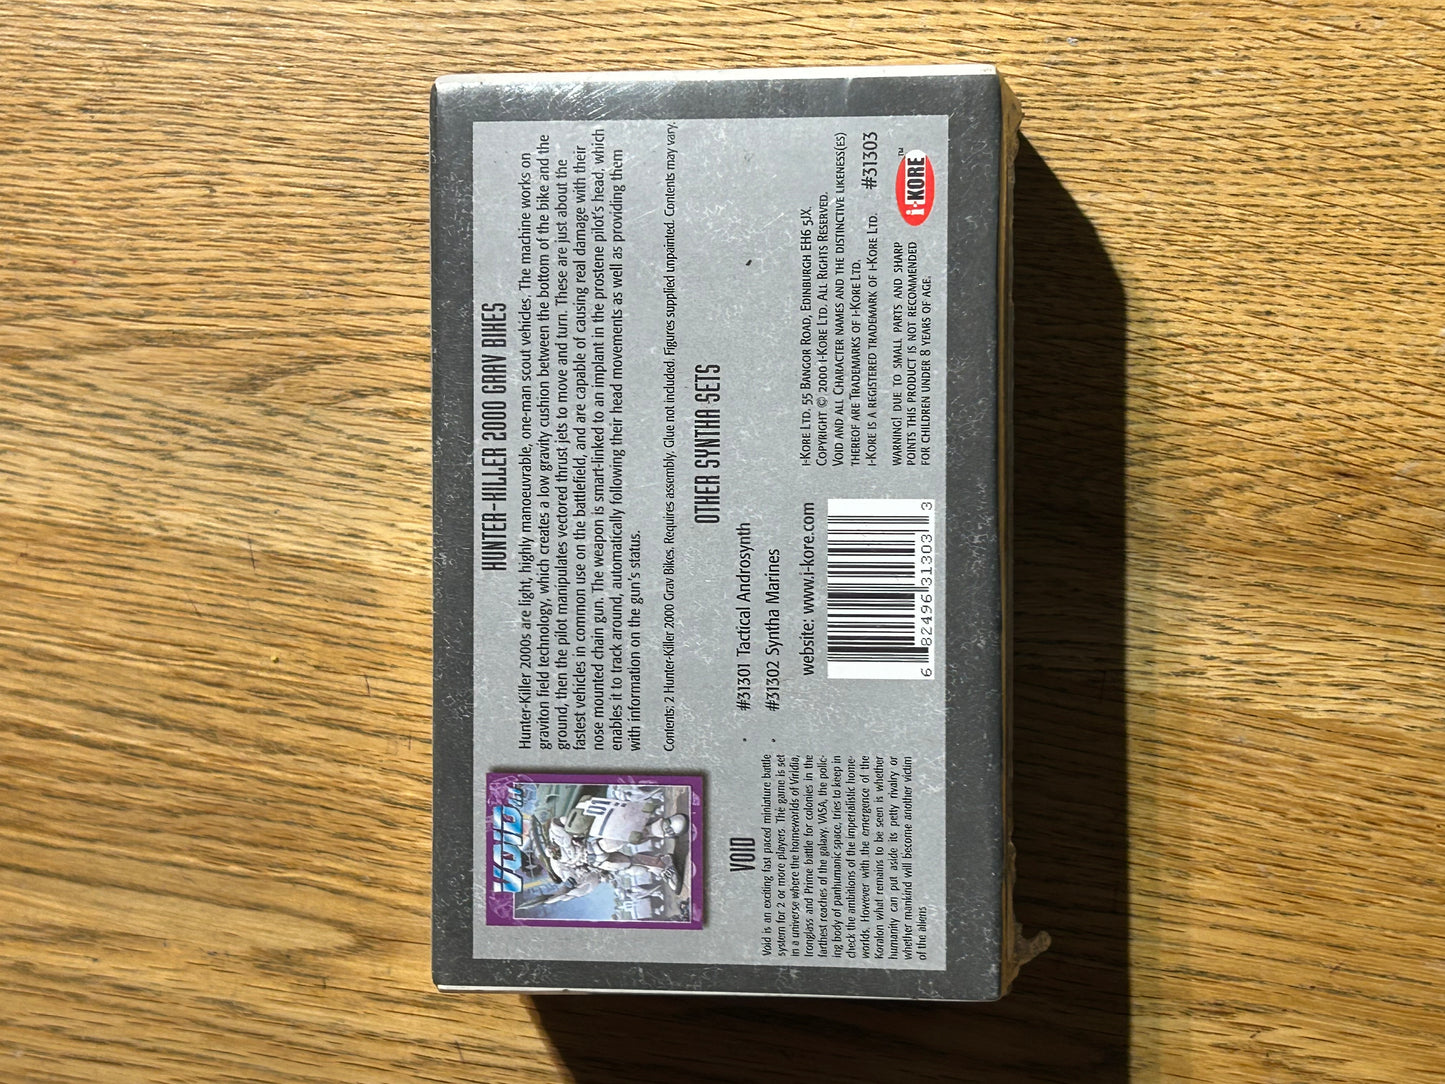 VOID
HUNTER-KILLER 2000 GRAV BIKES
Hunter-Killer 2000s are light, highly manoeuvrable, one-man scout vehicles. The machine works on
graviton field technology, which creates a low gravity cushion between the bottom of the bike and the
ground, then the pilot manipulates vectored thrust jets to move and turn. These are just about the
fastest vehicles in common use on the battlefield, and are capable of causing real damage with their
nose mounted chain gun. The weapon is smart-linked to an implant in the prostene pilot's head, which
enables it to track around, automatically following their head movements as well as providing them
with information on the gun's status.
Contents: 2 Hunter-Killer 2000 Grav Bikes. Requires assembly. Glue not included. Figures supplied unpainted. Contents may vary.
OTHER SYNTHA SETS
#31301 Tactical Androsynth
#31302 Syntha Marines
VOID
Void is an exciting fast paced miniature battle
system for 2 or more players. The game is set
in a universe where the homeworlds of Viridia,
Ironglass and Prime battle for colonies in the
farthest reaches of the galaxy. VASA, the polic-
ing body of panhumanic space, tries to keep in
check the ambitions of the imperialistic home-
worlds. However with the emergence of the
Koralon what remains to be seen is whether
humanity can put aside its petty rivalry or
whether mankind will become another victim
of the aliens
website: www.i-kore.com
6 82496 31303 3
I-Kore Ltd. 55 Bangor Road, Edinburgh EH6 5JX.
Copyright © 2000 I-Kore Ltd. All Rights Reserved.
Void and all Character names and the distinctive likeness(es)
thereof are Trademarks of I-Kore Ltd.
I-Kore is a registered trademark of I-Kore Ltd.
#31303
WARNING! DUE TO SMALL PARTS AND SHARP
POINTS THIS PRODUCT IS NOT RECOMMENDED
FOR CHILDREN UNDER 8 YEARS OF AGE.
i-KORE™